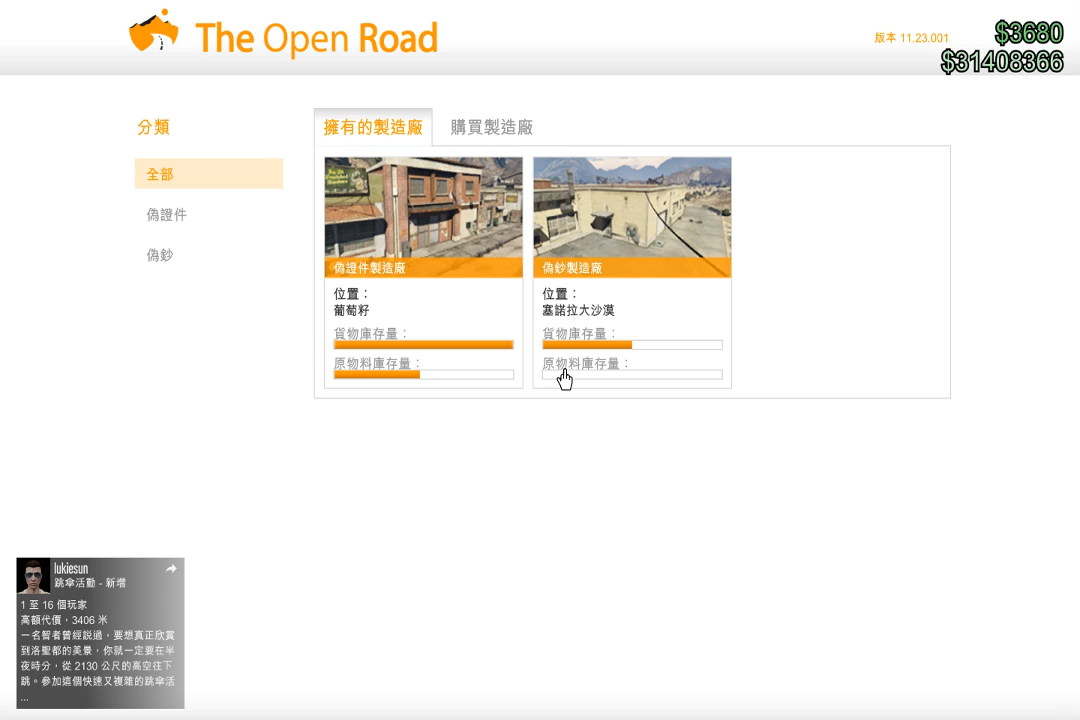 The Open Road
版本 11.23.001
$3680
$31408366
分類
全部
偽證件
偽鈔
擁有的製造廠
購買製造廠
偽證件製造廠
位置：
葡萄籽
貨物庫存量：
原物料庫存量：
偽鈔製造廠
位置：
塞諾拉大沙漠
貨物庫存量：
原物料庫存量：
lukiesun
跳傘活動 - 新增
1 至 16 個玩家
高額代價，3406 米
一名智者曾經説過，要想真正欣賞
到洛聖都的美景，你就一定要在半
夜時分，從 2130 公尺的高空往下
跳。參加這個快速又複雜的跳傘活
...